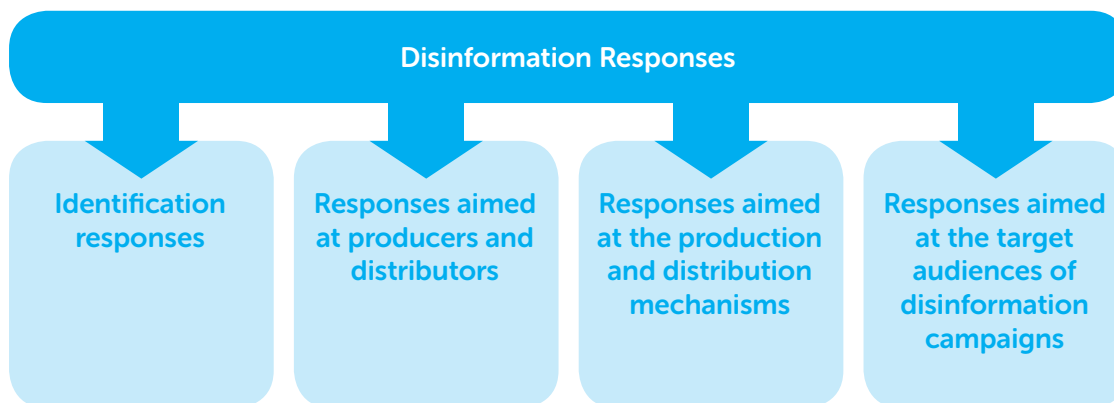 Disinformation Responses
Identification
responses
Responses aimed
at producers and
distributors
Responses aimed
at the production
and distribution
mechanisms
Responses aimed
at the target
audiences of
disinformation
campaigns